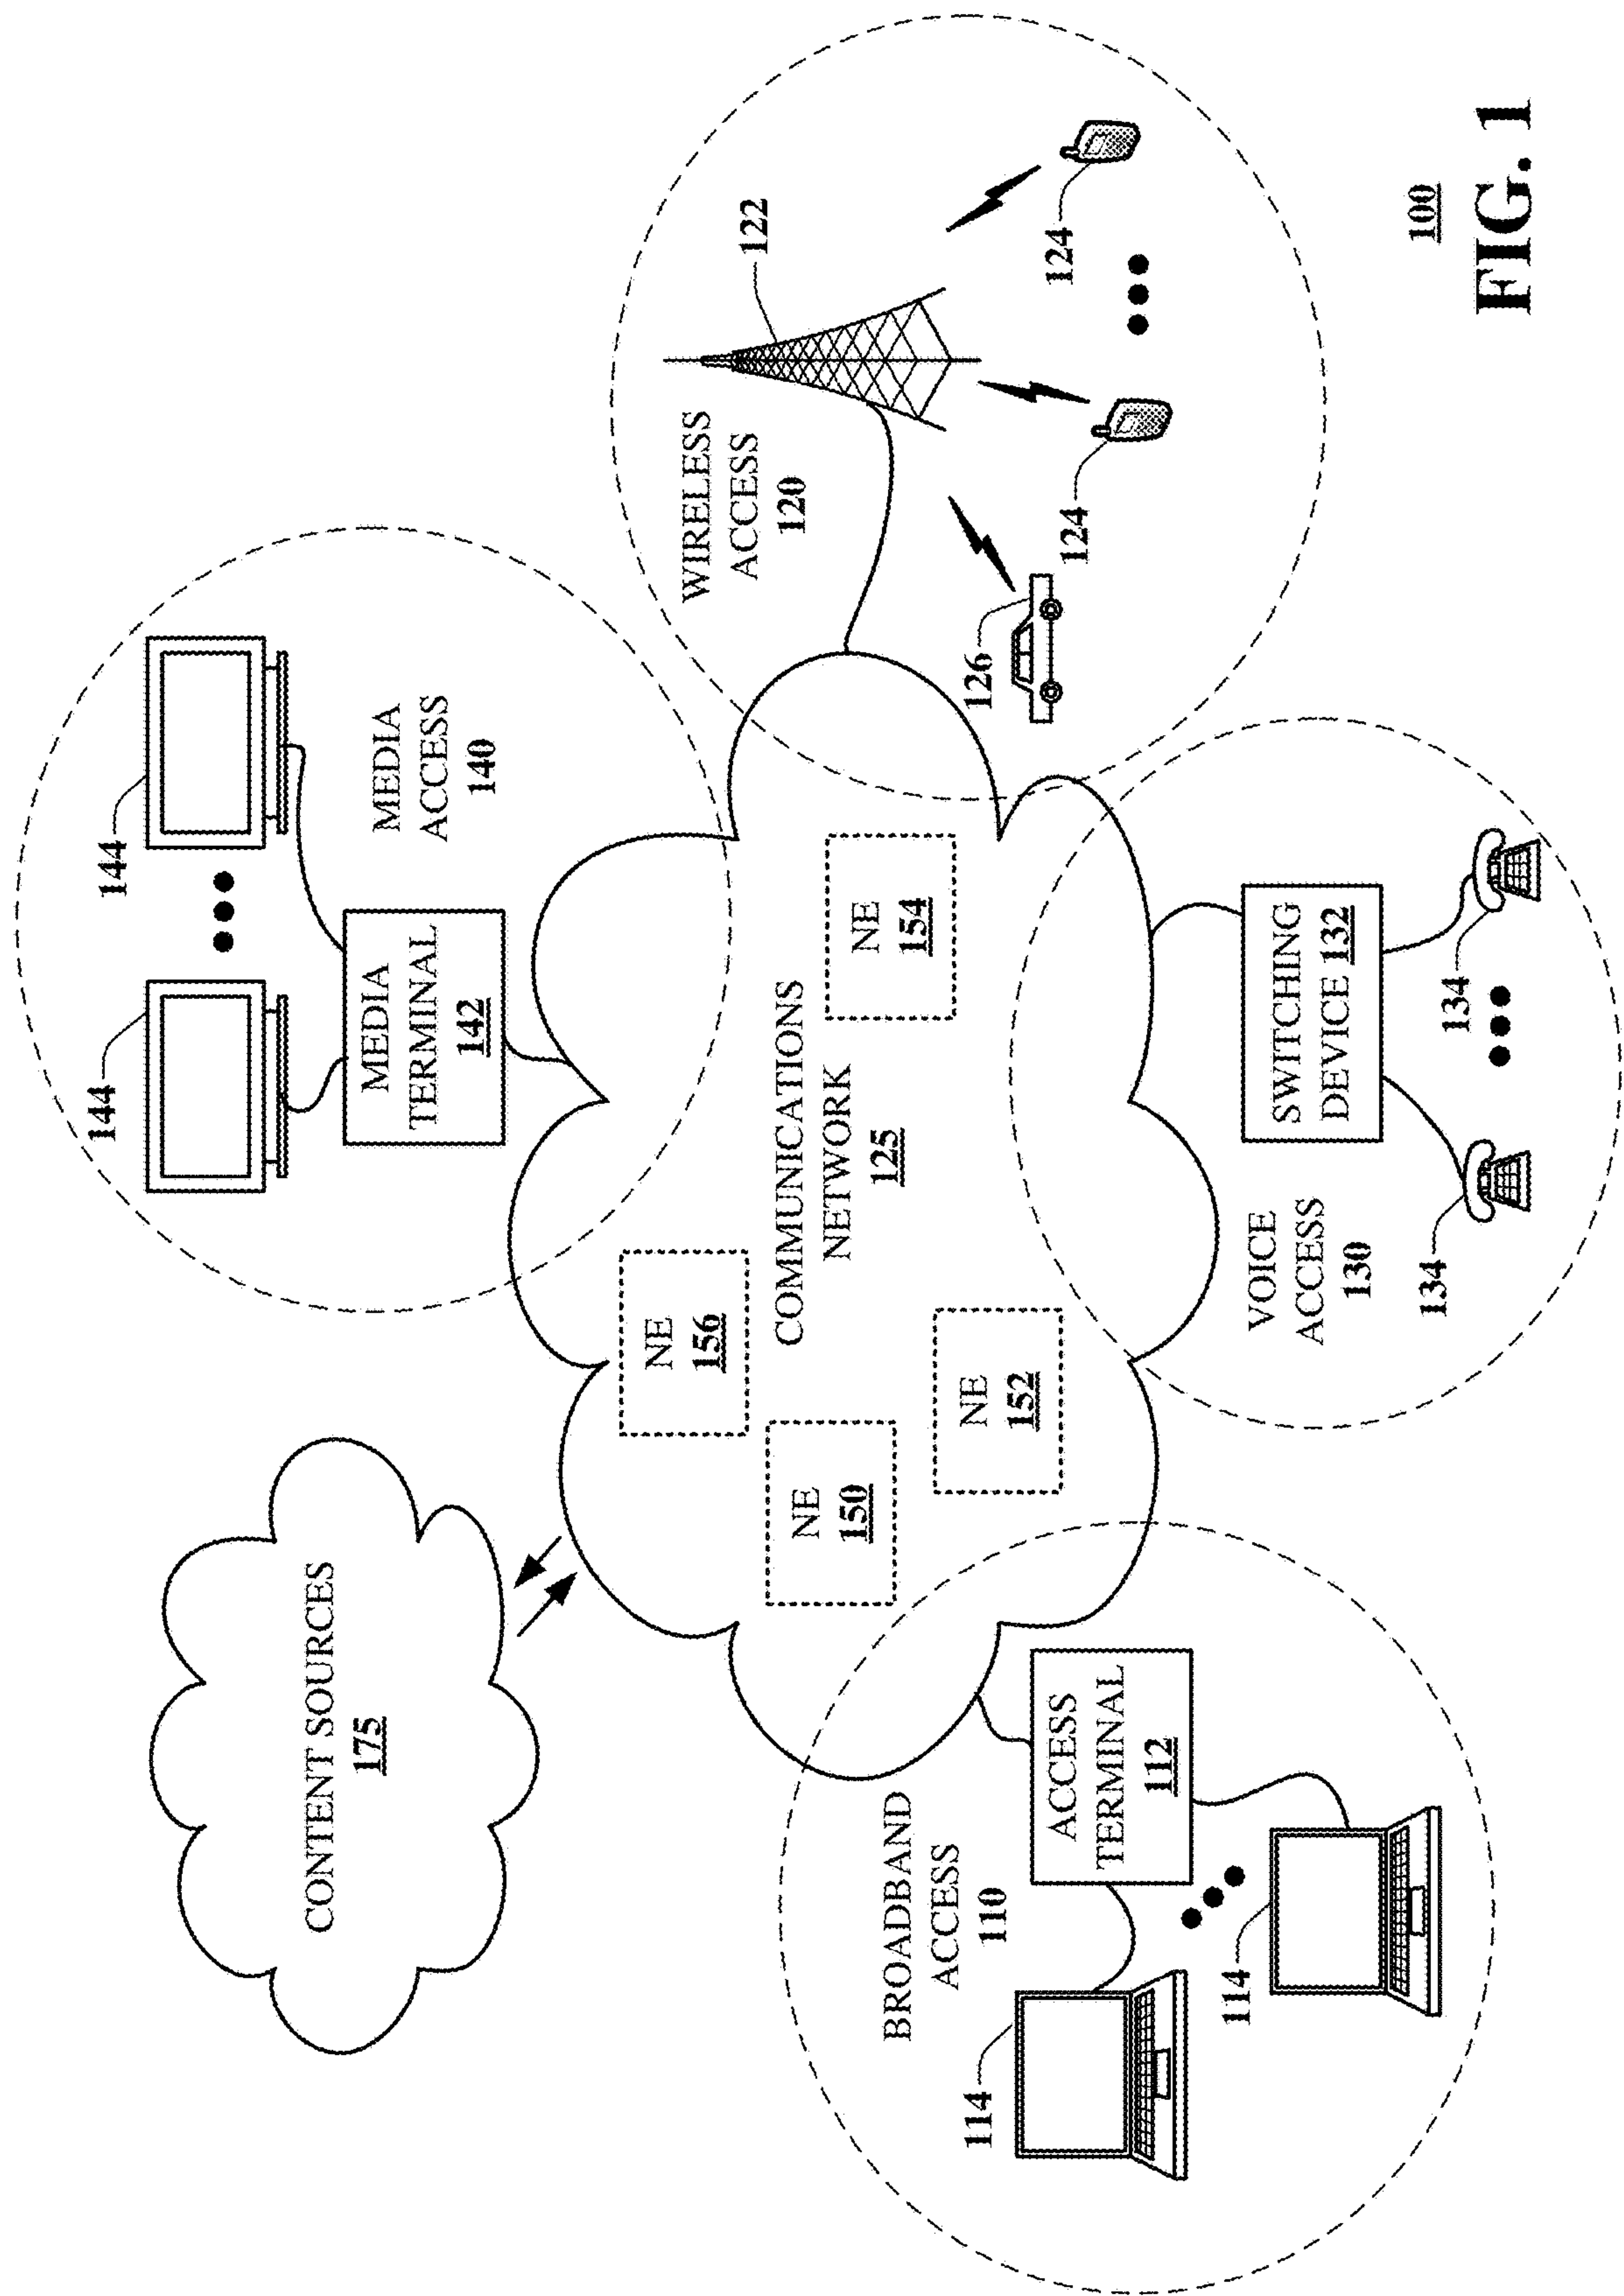 CONTENT SOURCES
175
144
144
MEDIA
TERMINAL
142
MEDIA
ACCESS
140
NE
156
NE
150
NE
152
COMMUNICATIONS
NETWORK
125
NE
154
WIRELESS
ACCESS
120
122
126
124
124
BROADBAND
ACCESS
110
ACCESS
TERMINAL
112
114
114
VOICE
ACCESS
130
SWITCHING
DEVICE 132
134
134
100
FIG. 1